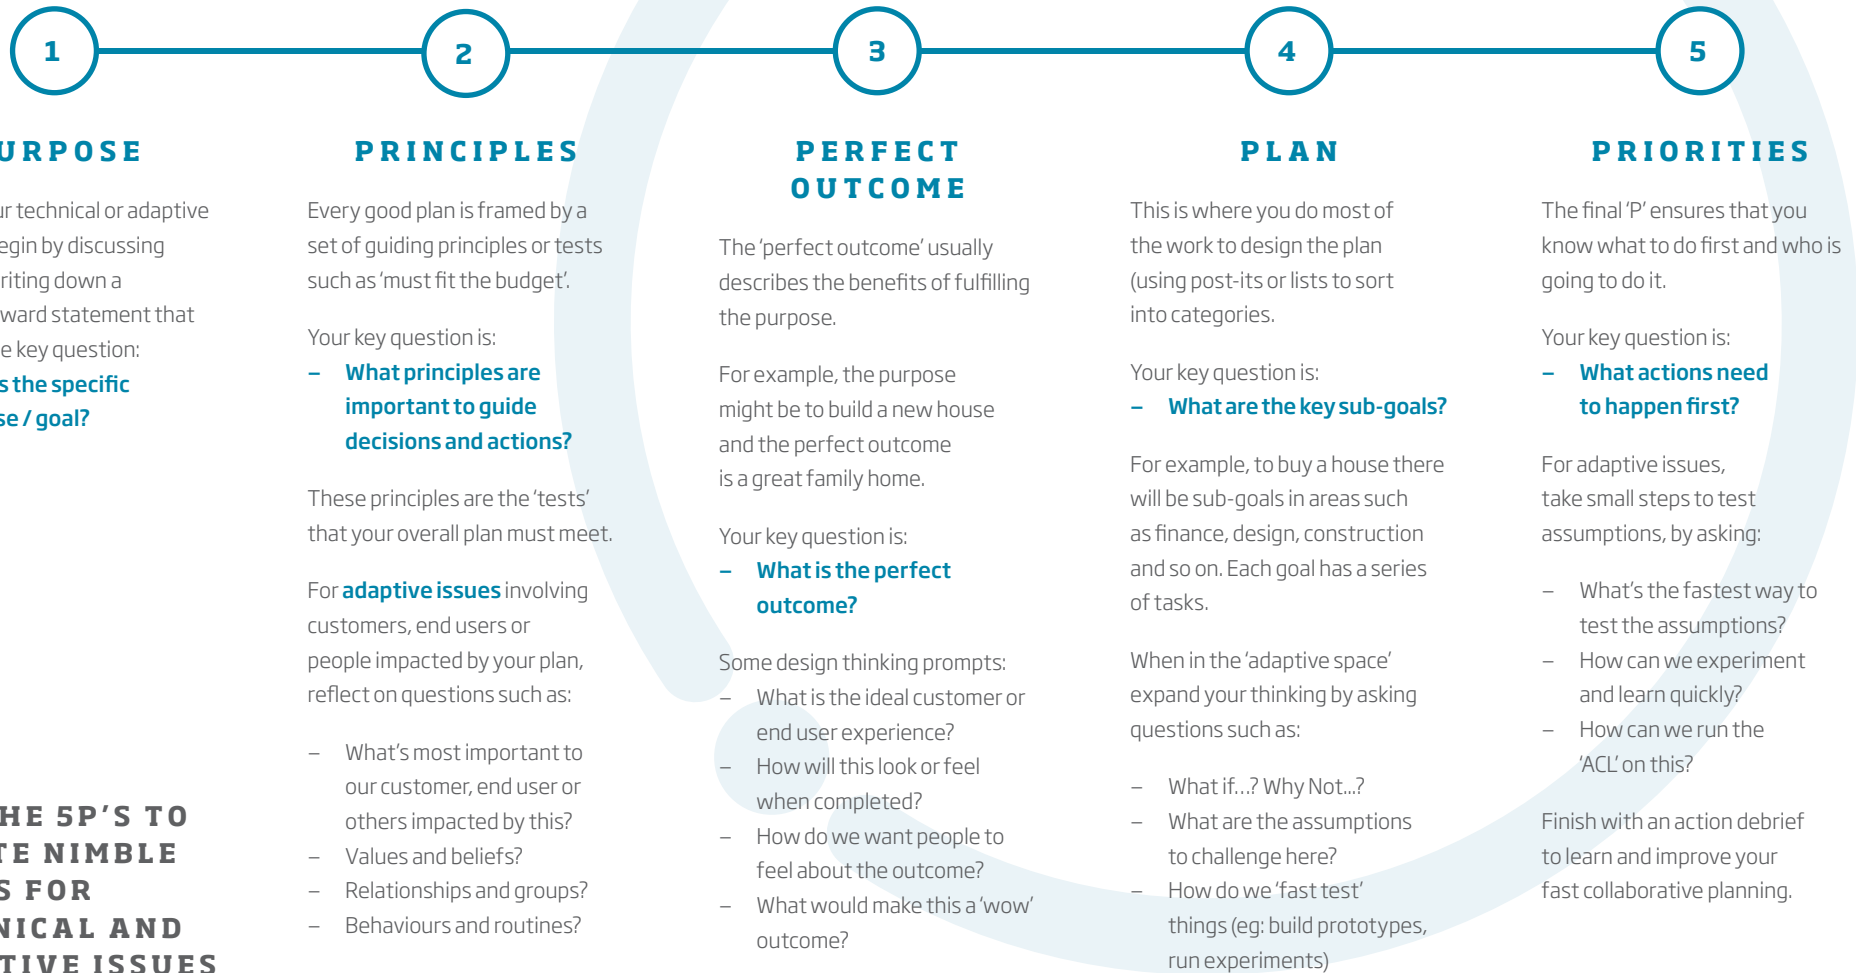 1
URPOSE
ur technical or adaptive
egin by discussing
riting down a
ward statement that
e key question:
s the specific
se / goal?
HE 5P’S TO
TE NIMBLE
S FOR
NICAL AND
TIVE ISSUES
2
PRINCIPLES
Every good plan is framed by a
set of guiding principles or tests
such as ‘must fit the budget’.
Your key question is:
– What principles are
important to guide
decisions and actions?
These principles are the ‘tests’
that your overall plan must meet.
For adaptive issues involving
customers, end users or
people impacted by your plan,
reflect on questions such as:
– What’s most important to
our customer, end user or
others impacted by this?
– Values and beliefs?
– Relationships and groups?
– Behaviours and routines?
3
PERFECT
OUTCOME
The ‘perfect outcome’ usually
describes the benefits of fulfilling
the purpose.
For example, the purpose
might be to build a new house
and the perfect outcome
is a great family home.
Your key question is:
– What is the perfect
outcome?
Some design thinking prompts:
– What is the ideal customer or
end user experience?
– How will this look or feel
when completed?
– How do we want people to
feel about the outcome?
– What would make this a ‘wow’
outcome?
4
PLAN
This is where you do most of
the work to design the plan
(using post-its or lists to sort
into categories.
Your key question is:
– What are the key sub-goals?
For example, to buy a house there
will be sub-goals in areas such
as finance, design, construction
and so on. Each goal has a series
of tasks.
When in the ‘adaptive space’
expand your thinking by asking
questions such as:
– What if…? Why Not...?
– What are the assumptions
to challenge here?
– How do we ‘fast test’
things (eg: build prototypes,
run experiments)
5
PRIORITIES
The final ‘P’ ensures that you
know what to do first and who is
going to do it.
Your key question is:
– What actions need
to happen first?
For adaptive issues,
take small steps to test
assumptions, by asking:
– What’s the fastest way to
test the assumptions?
– How can we experiment
and learn quickly?
– How can we run the
‘ACL’ on this?
Finish with an action debrief
to learn and improve your
fast collaborative planning.